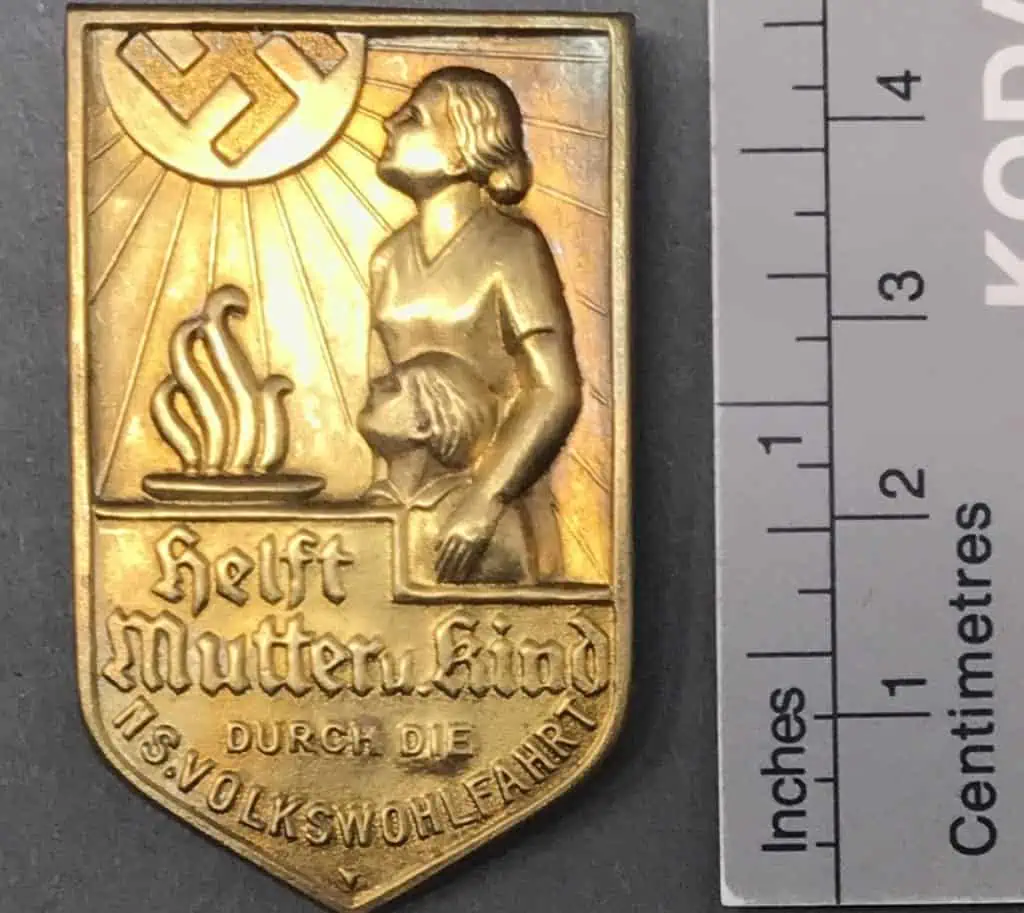 Helft
Mutter u. Kind
DURCH DIE
NS.VOLKSWOHLFAHRT
4
3
2
1
1
Inches
Centimetres